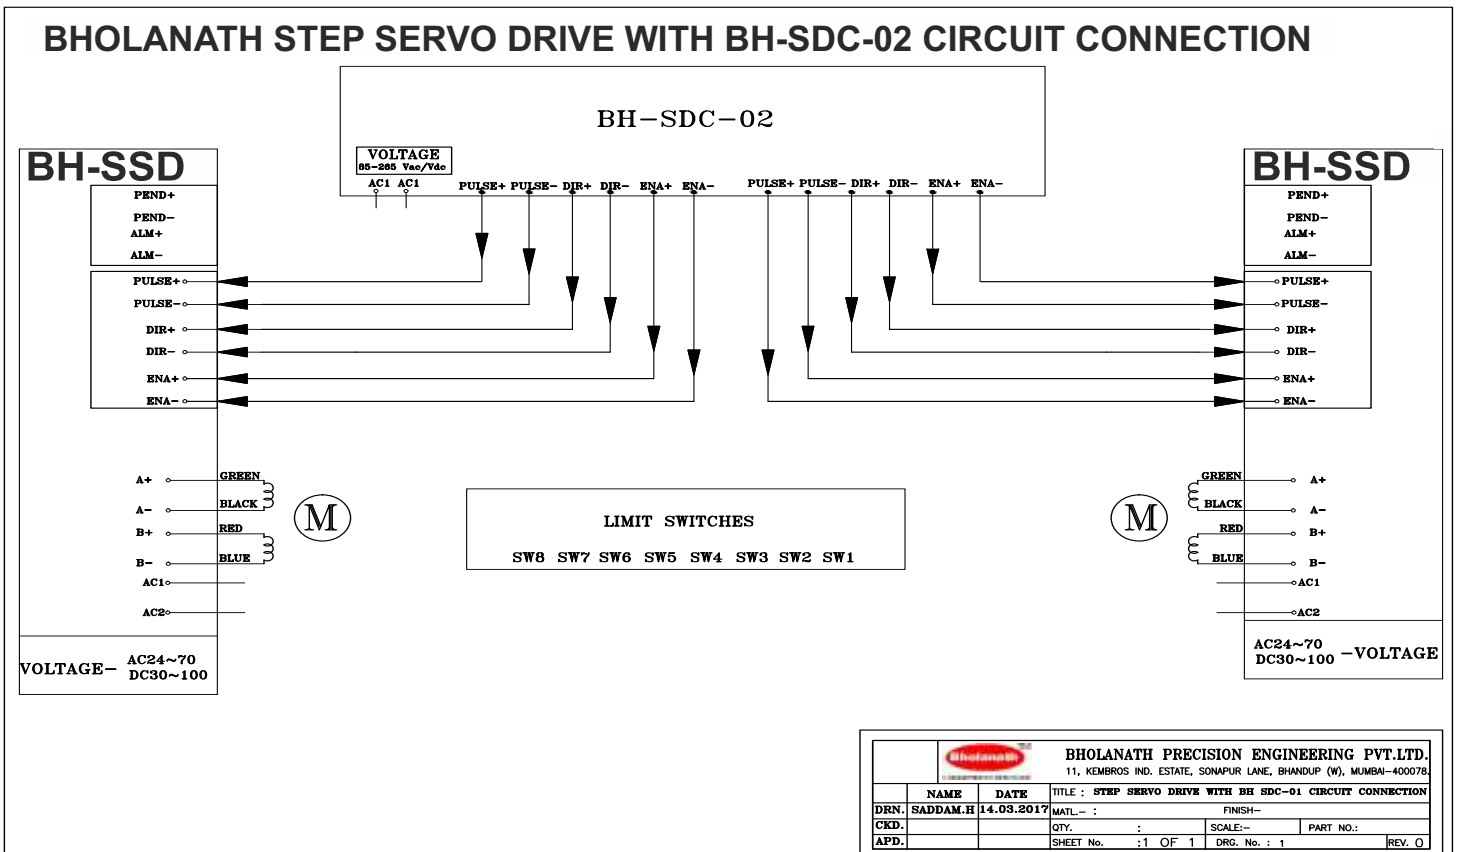 BHOLANATH STEP SERVO DRIVE WITH BH-SDC-02 CIRCUIT CONNECTION
BH-SDC-02
VOLTAGE
85-265 Vac/Vdc
AC1 AC1
PULSE+ PULSE- DIR+ DIR- ENA+ ENA-
PULSE+ PULSE- DIR+ DIR- ENA+ ENA-
BH-SSD
PEND+
PEND-
ALM+
ALM-
PULSE+
PULSE-
DIR+
DIR-
ENA+
ENA-
A+ GREEN
A- BLACK
B+ RED
B- BLUE
AC1
AC2
M
VOLTAGE- AC24~70
DC30~100
LIMIT SWITCHES
SW8 SW7 SW6 SW5 SW4 SW3 SW2 SW1
BH-SSD
PEND+
PEND-
ALM+
ALM-
PULSE+
PULSE-
DIR+
DIR-
ENA+
ENA-
M
GREEN A+
BLACK A-
RED B+
BLUE B-
AC1
AC2
AC24~70
DC30~100 -VOLTAGE
Bholanath
BHOLANATH PRECISION ENGINEERING PVT.LTD.
11, KEMBROS IND. ESTATE, SONAPUR LANE, BHANDUP (W), MUMBAI-400078.
NAME DATE TITLE : STEP SERVO DRIVE WITH BH SDC-01 CIRCUIT CONNECTION
DRN. SADDAM.H 14.03.2017 MATL.- : FINISH-
CKD. QTY. : SCALE:- PART NO.:
APD. SHEET No. :1 OF 1 DRG. No. : 1 REV. 0